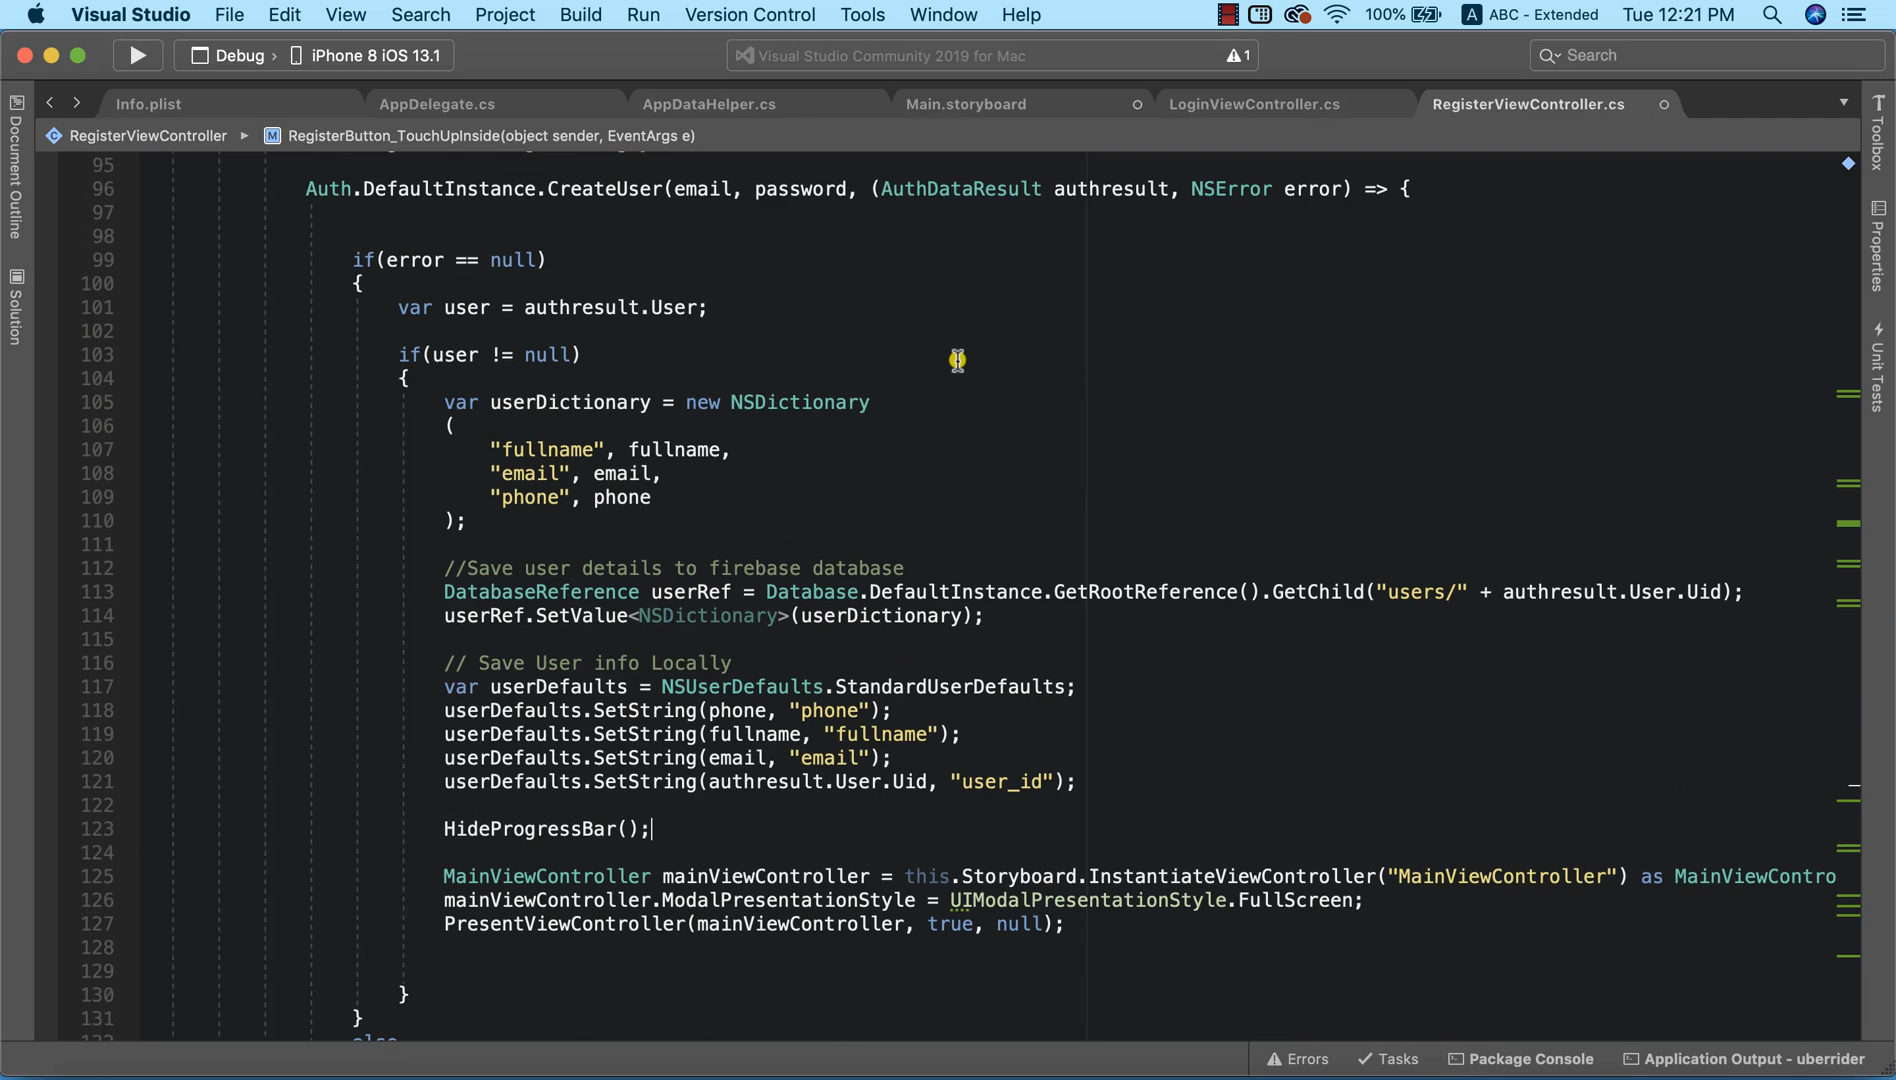 Visual Studio File Edit View Search Project Build Run Version Control Tools Window Help 100% A ABC - Extended Tue 12:21 PM
Debug › iPhone 8 iOS 13.1 Visual Studio Community 2019 for Mac 1 Search
Info.plist AppDelegate.cs AppDataHelper.cs Main.storyboard LoginViewController.cs RegisterViewController.cs
C RegisterViewController M RegisterButton_TouchUpInside(object sender, EventArgs e)
Document Outline
Solution
Toolbox
Properties
Unit Tests
95
96 Auth.DefaultInstance.CreateUser(email, password, (AuthDataResult authresult, NSError error) => {
97
98
99 if(error == null)
100 {
101 var user = authresult.User;
102
103 if(user != null)
104 {
105 var userDictionary = new NSDictionary
106 (
107 "fullname", fullname,
108 "email", email,
109 "phone", phone
110 );
111
112 //Save user details to firebase database
113 DatabaseReference userRef = Database.DefaultInstance.GetRootReference().GetChild("users/" + authresult.User.Uid);
114 userRef.SetValue<NSDictionary>(userDictionary);
115
116 // Save User info Locally
117 var userDefaults = NSUserDefaults.StandardUserDefaults;
118 userDefaults.SetString(phone, "phone");
119 userDefaults.SetString(fullname, "fullname");
120 userDefaults.SetString(email, "email");
121 userDefaults.SetString(authresult.User.Uid, "user_id");
122
123 HideProgressBar();
124
125 MainViewController mainViewController = this.Storyboard.InstantiateViewController("MainViewController") as MainViewContro
126 mainViewController.ModalPresentationStyle = UIModalPresentationStyle.FullScreen;
127 PresentViewController(mainViewController, true, null);
128
129
130 }
131 }
Errors Tasks Package Console Application Output - uberrider